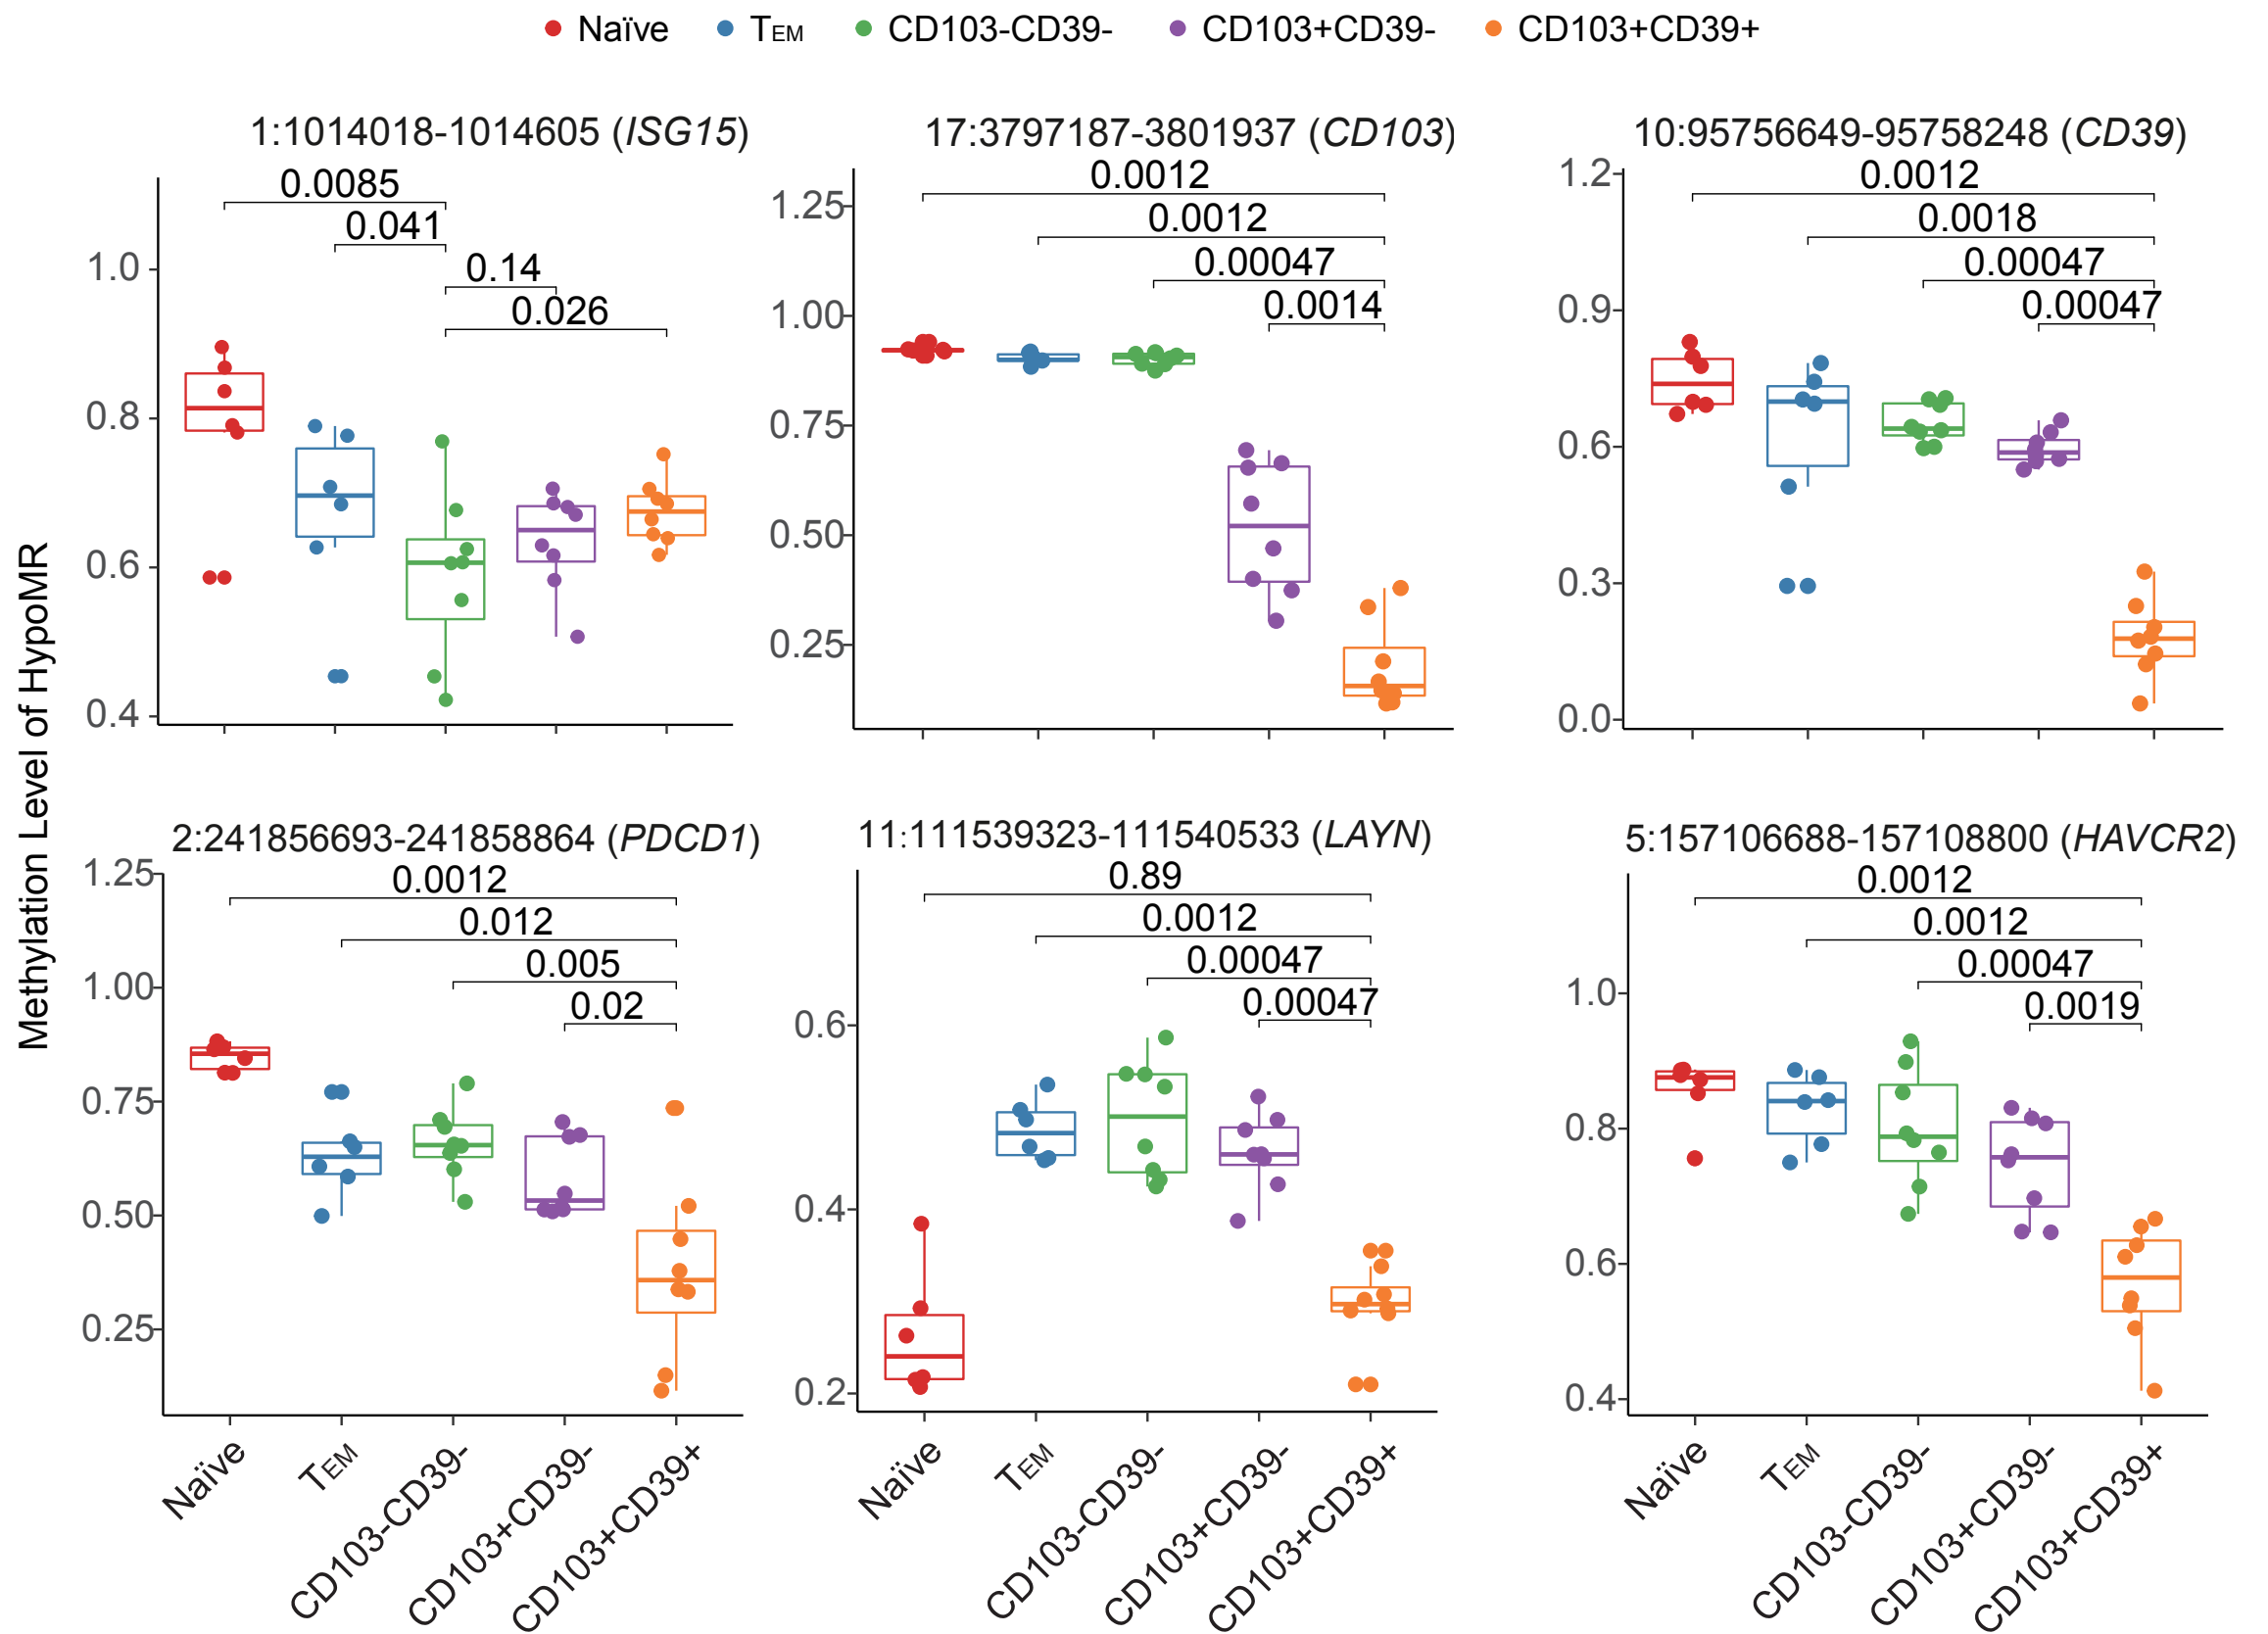 Naïve TEM CD103-CD39- CD103+CD39- CD103+CD39+
Methylation Level of HypoMR
1:1014018-1014605 (ISG15)
0.0085
0.041
0.14
0.026
1.0
0.8
0.6
0.4
17:3797187-3801937 (CD103)
0.0012
0.0012
0.00047
0.0014
1.25
1.00
0.75
0.50
0.25
10:95756649-95758248 (CD39)
0.0012
0.0018
0.00047
0.00047
1.2
0.9
0.6
0.3
0.0
2:241856693-241858864 (PDCD1)
0.0012
0.012
0.005
0.02
1.25
1.00
0.75
0.50
0.25
Naïve
TEM
CD103-CD39-
CD103+CD39-
CD103+CD39+
11:111539323-111540533 (LAYN)
0.89
0.0012
0.00047
0.00047
0.6
0.4
0.2
Naïve
TEM
CD103-CD39-
CD103+CD39-
CD103+CD39+
5:157106688-157108800 (HAVCR2)
0.0012
0.0012
0.00047
0.0019
1.0
0.8
0.6
0.4
Naïve
TEM
CD103-CD39-
CD103+CD39-
CD103+CD39+